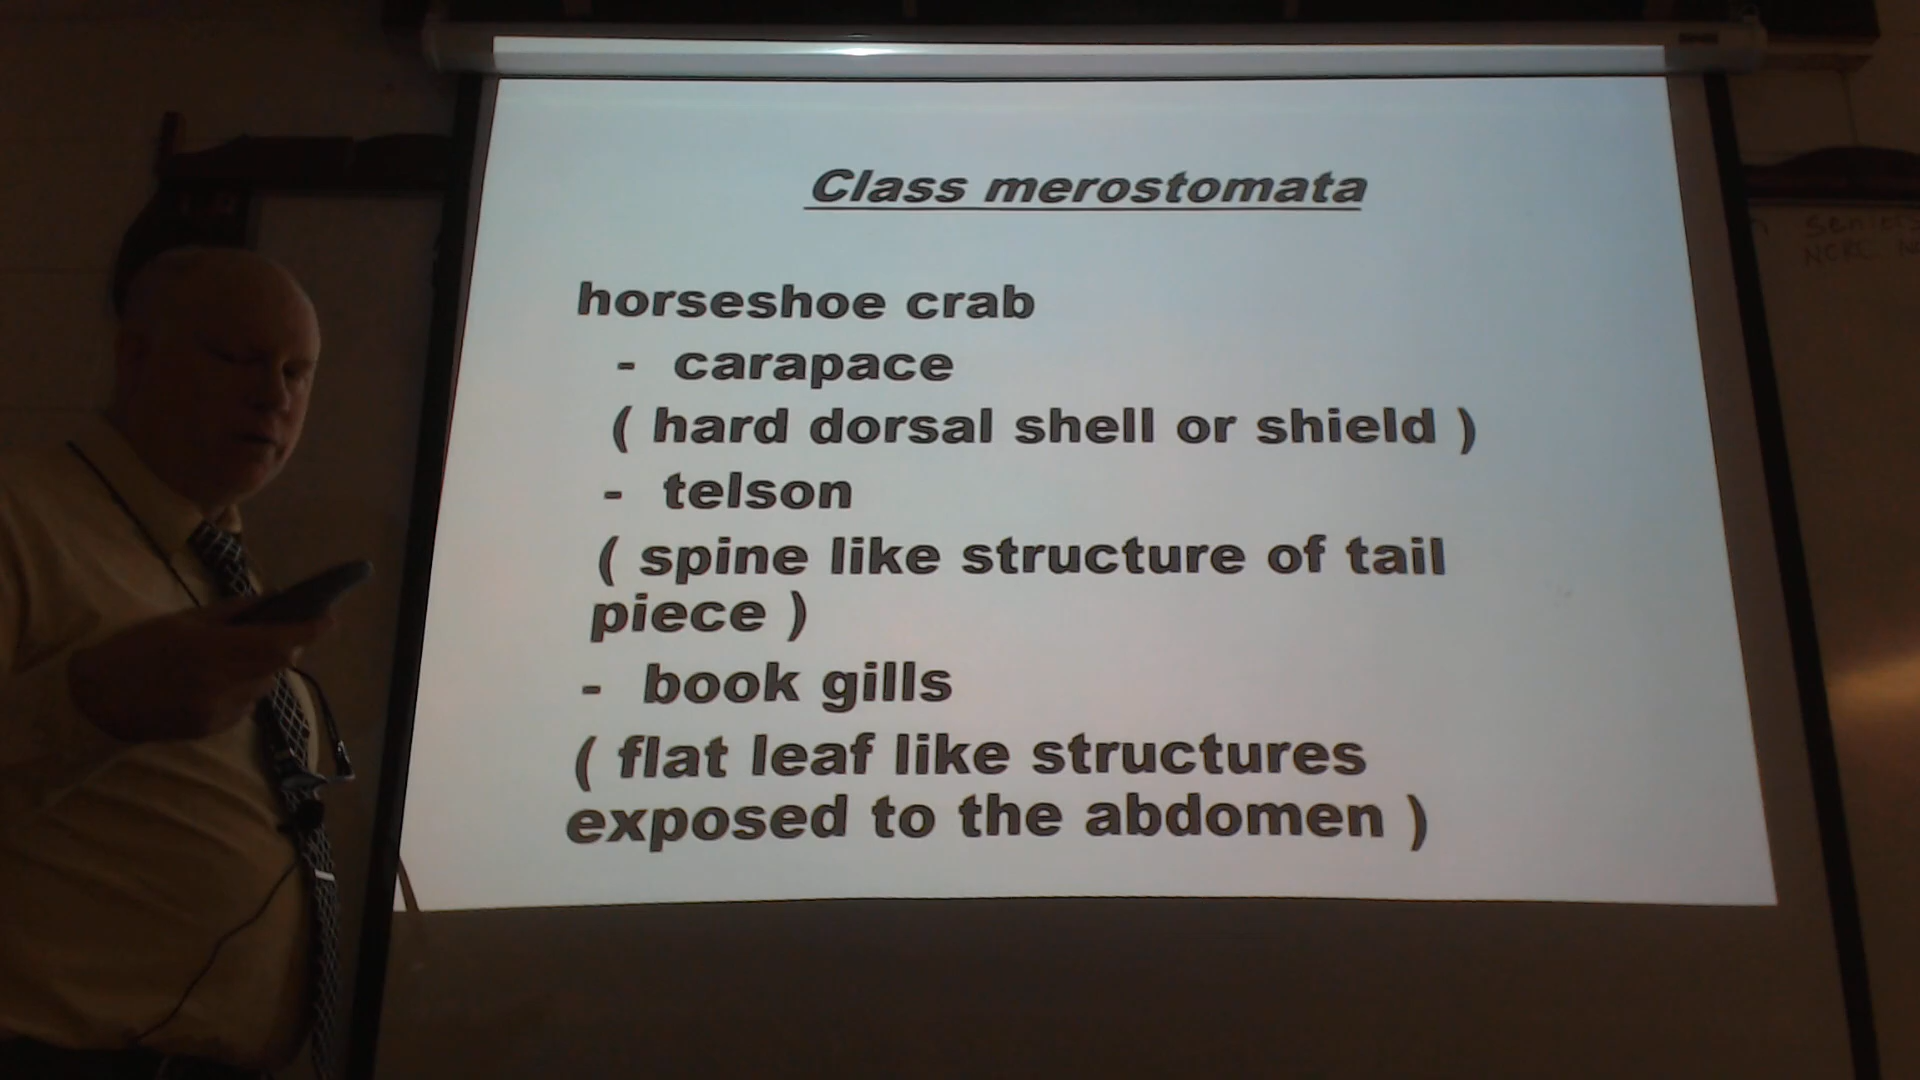 Class merostomata
horseshoe crab
- carapace
( hard dorsal shell or shield )
- telson
( spine like structure of tail
piece )
- book gills
( flat leaf like structures
exposed to the abdomen )